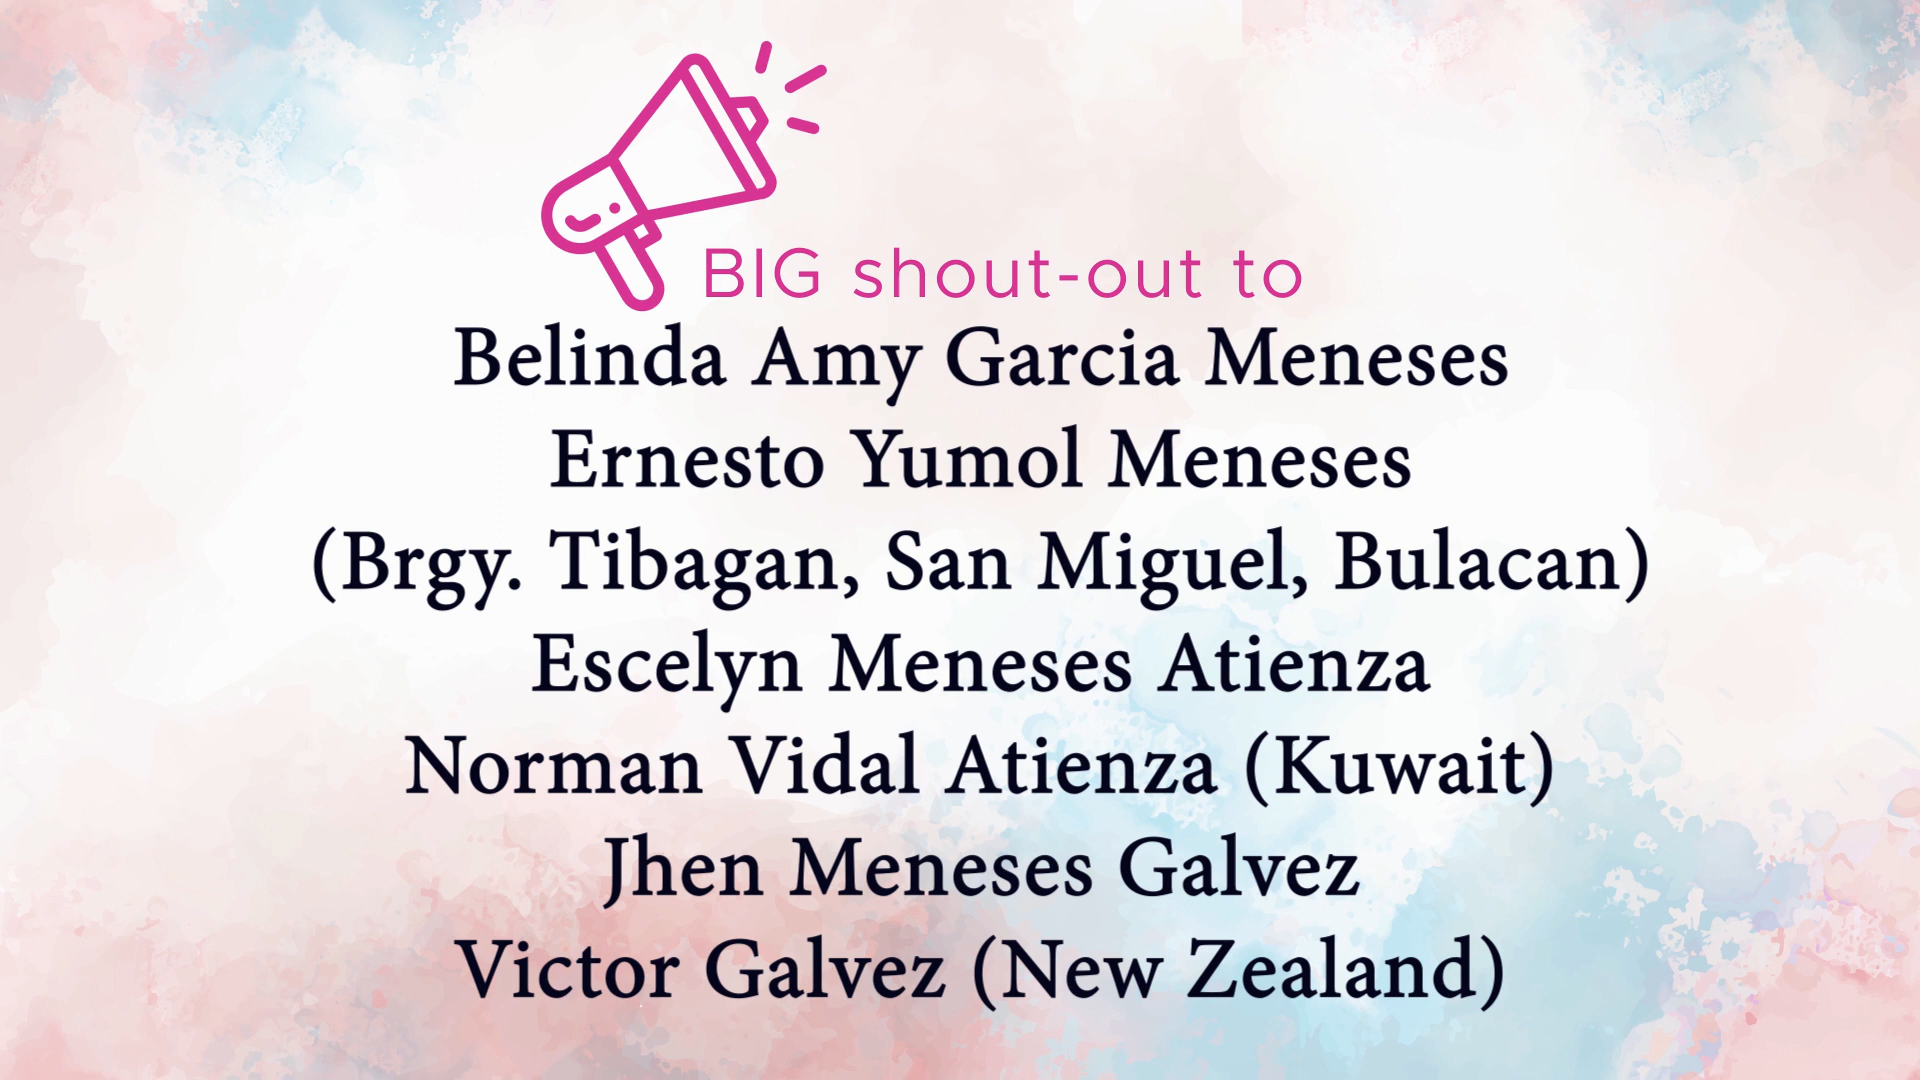 BIG shout-out to
Belinda Amy Garcia Meneses
Ernesto Yumol Meneses
(Brgy. Tibagan, San Miguel, Bulacan)
Escelyn Meneses Atienza
Norman Vidal Atienza (Kuwait)
Jhen Meneses Galvez
Victor Galvez (New Zealand)